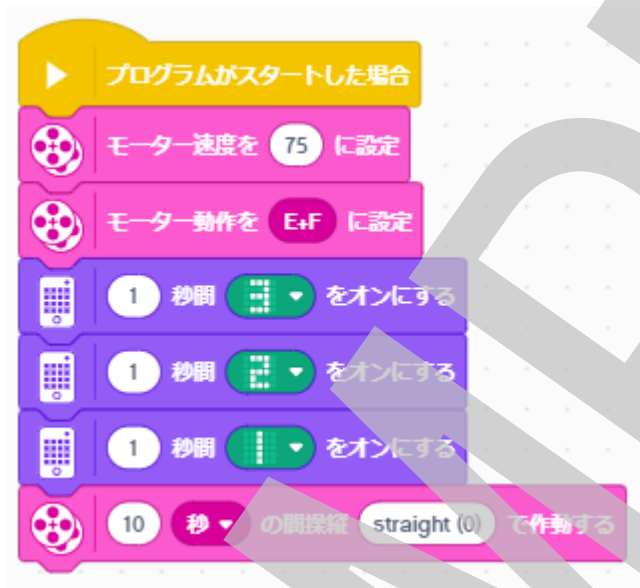 プログラムがスタートした場合
モーター速度を 75 に設定
モーター動作を E+F に設定
1 秒間 3 をオンにする
1 秒間 2 をオンにする
1 秒間 1 をオンにする
10 秒 の間操縦 straight (0) で作動する